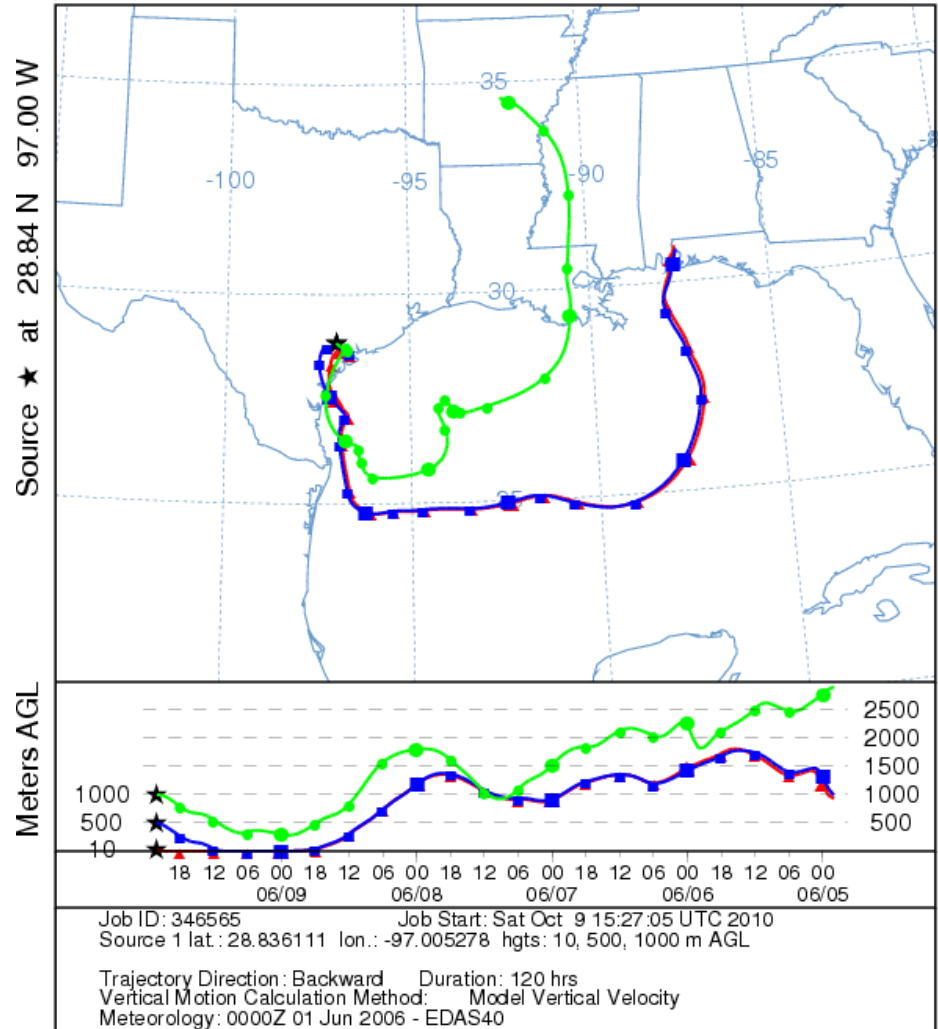 Source ★ at 28.84 N 97.00 W
35
-100
-95
-90
-85
30
25
Meters AGL
2500
2000
1500
1000 1000
500 500
10
18 12 06 00 18 12 06 00 18 12 06 00 18 12 06 00 18 12 06 00
06/09 06/08 06/07 06/06 06/05
Job ID: 346565 Job Start: Sat Oct 9 15:27:05 UTC 2010
Source 1 lat.: 28.836111 lon.: -97.005278 hgts: 10, 500, 1000 m AGL
Trajectory Direction: Backward Duration: 120 hrs
Vertical Motion Calculation Method: Model Vertical Velocity
Meteorology: 0000Z 01 Jun 2006 - EDAS40